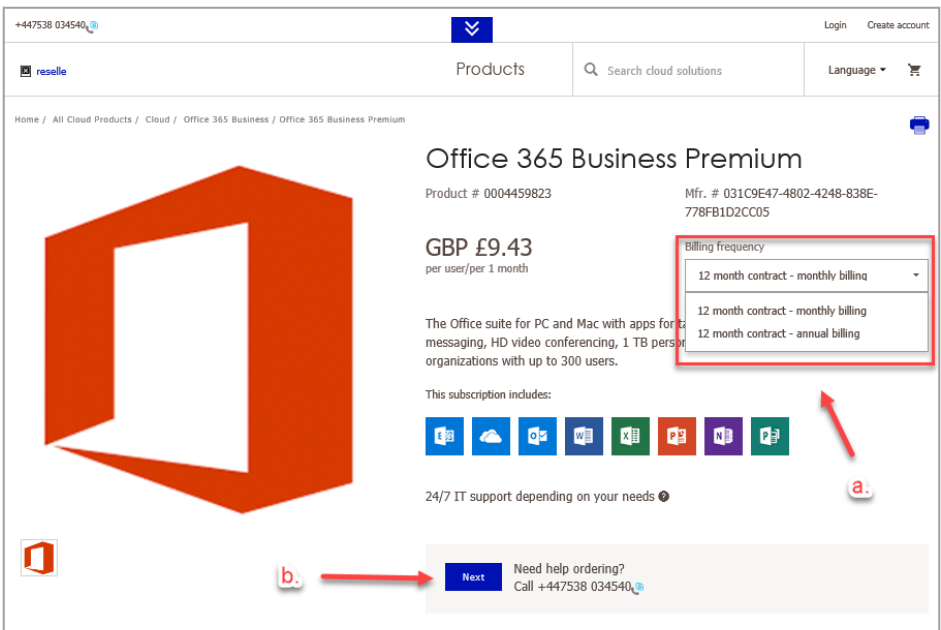 +447538 034540
Login Create account
reselle
Products
Search cloud solutions
Language
Home / All Cloud Products / Cloud / Office 365 Business / Office 365 Business Premium
Office 365 Business Premium
Product # 0004459823
Mfr. # 031C9E47-4802-4248-838E-
778FB1D2CC05
GBP £9.43
per user/per 1 month
Billing frequency
12 month contract - monthly billing
12 month contract - monthly billing
12 month contract - annual billing
The Office suite for PC and Mac with apps for
messaging, HD video conferencing, 1 TB
organizations with up to 300 users.
This subscription includes:
24/7 IT support depending on your needs
a.
b.
Next
Need help ordering?
Call +447538 034540